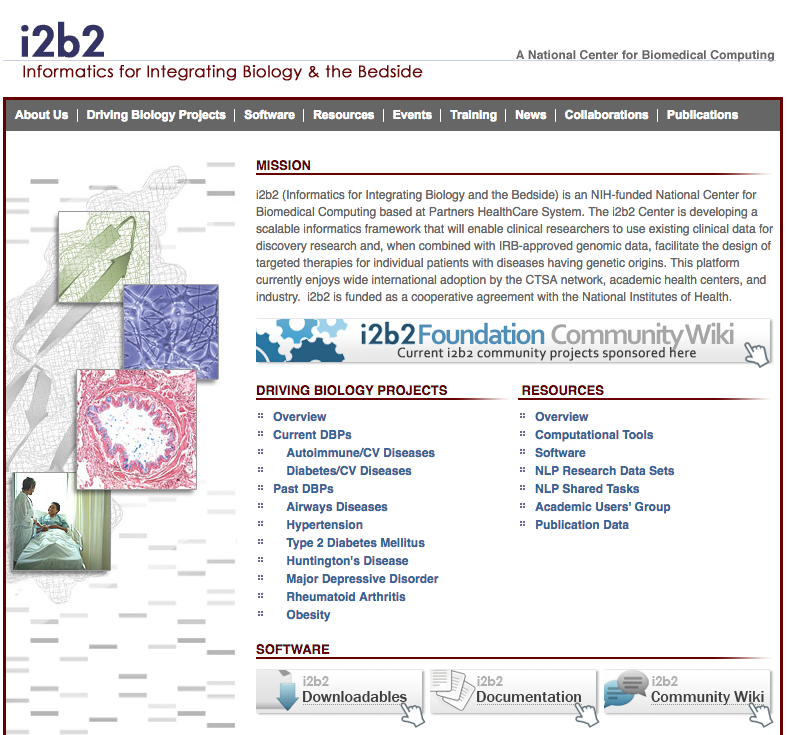 i2b2
A National Center for Biomedical Computing
Informatics for Integrating Biology & the Bedside
About Us | Driving Biology Projects | Software | Resources | Events | Training | News | Collaborations | Publications
MISSION
i2b2 (Informatics for Integrating Biology and the Bedside) is an NIH-funded National Center for
Biomedical Computing based at Partners HealthCare System. The i2b2 Center is developing a
scalable informatics framework that will enable clinical researchers to use existing clinical data for
discovery research and, when combined with IRB-approved genomic data, facilitate the design of
targeted therapies for individual patients with diseases having genetic origins. This platform
currently enjoys wide international adoption by the CTSA network, academic health centers, and
industry.  i2b2 is funded as a cooperative agreement with the National Institutes of Health.
i2b2 Foundation Community Wiki
Current i2b2 community projects sponsored here
DRIVING BIOLOGY PROJECTS
Overview
Current DBPs
Autoimmune/CV Diseases
Diabetes/CV Diseases
Past DBPs
Airways Diseases
Hypertension
Type 2 Diabetes Mellitus
Huntington's Disease
Major Depressive Disorder
Rheumatoid Arthritis
Obesity
RESOURCES
Overview
Computational Tools
Software
NLP Research Data Sets
NLP Shared Tasks
Academic Users' Group
Publication Data
SOFTWARE
i2b2
Downloadables
i2b2
Documentation
i2b2
Community Wiki